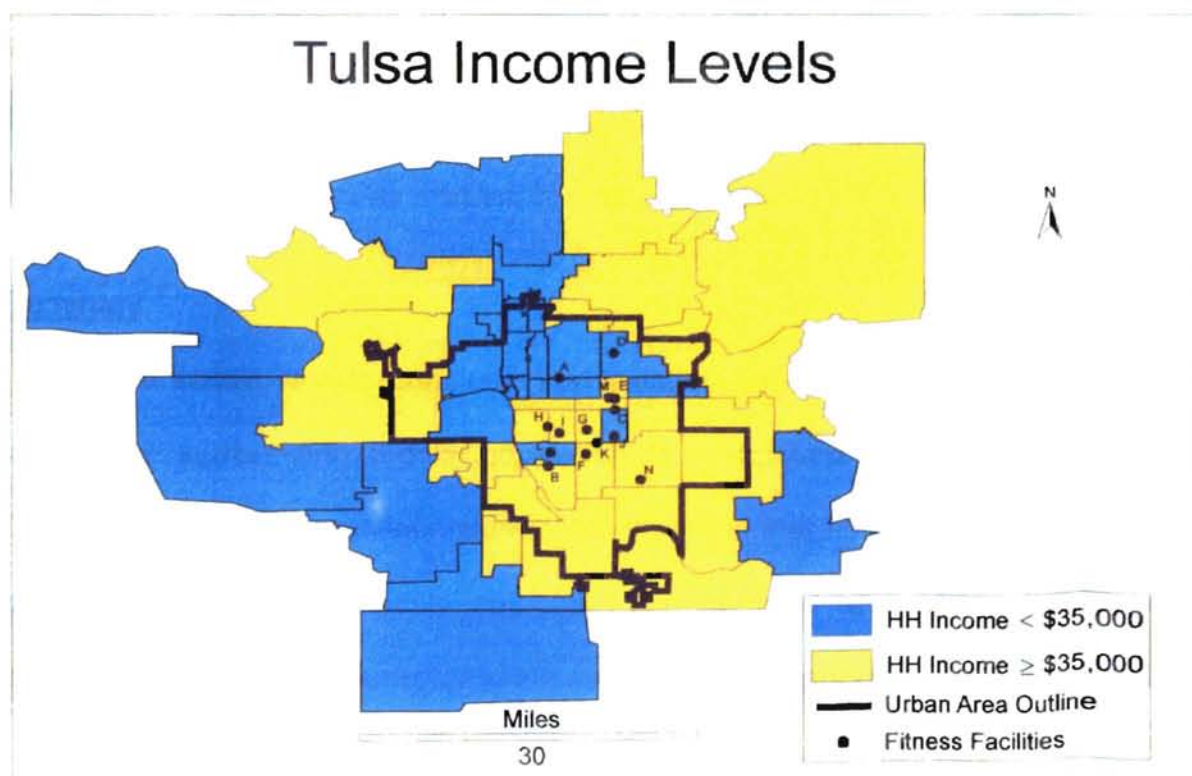 Tulsa Income Levels
N
A
M E
H I G
K
F
B
N
HH Income < $35,000
HH Income ≥ $35,000
Urban Area Outline
Fitness Facilities
Miles
30